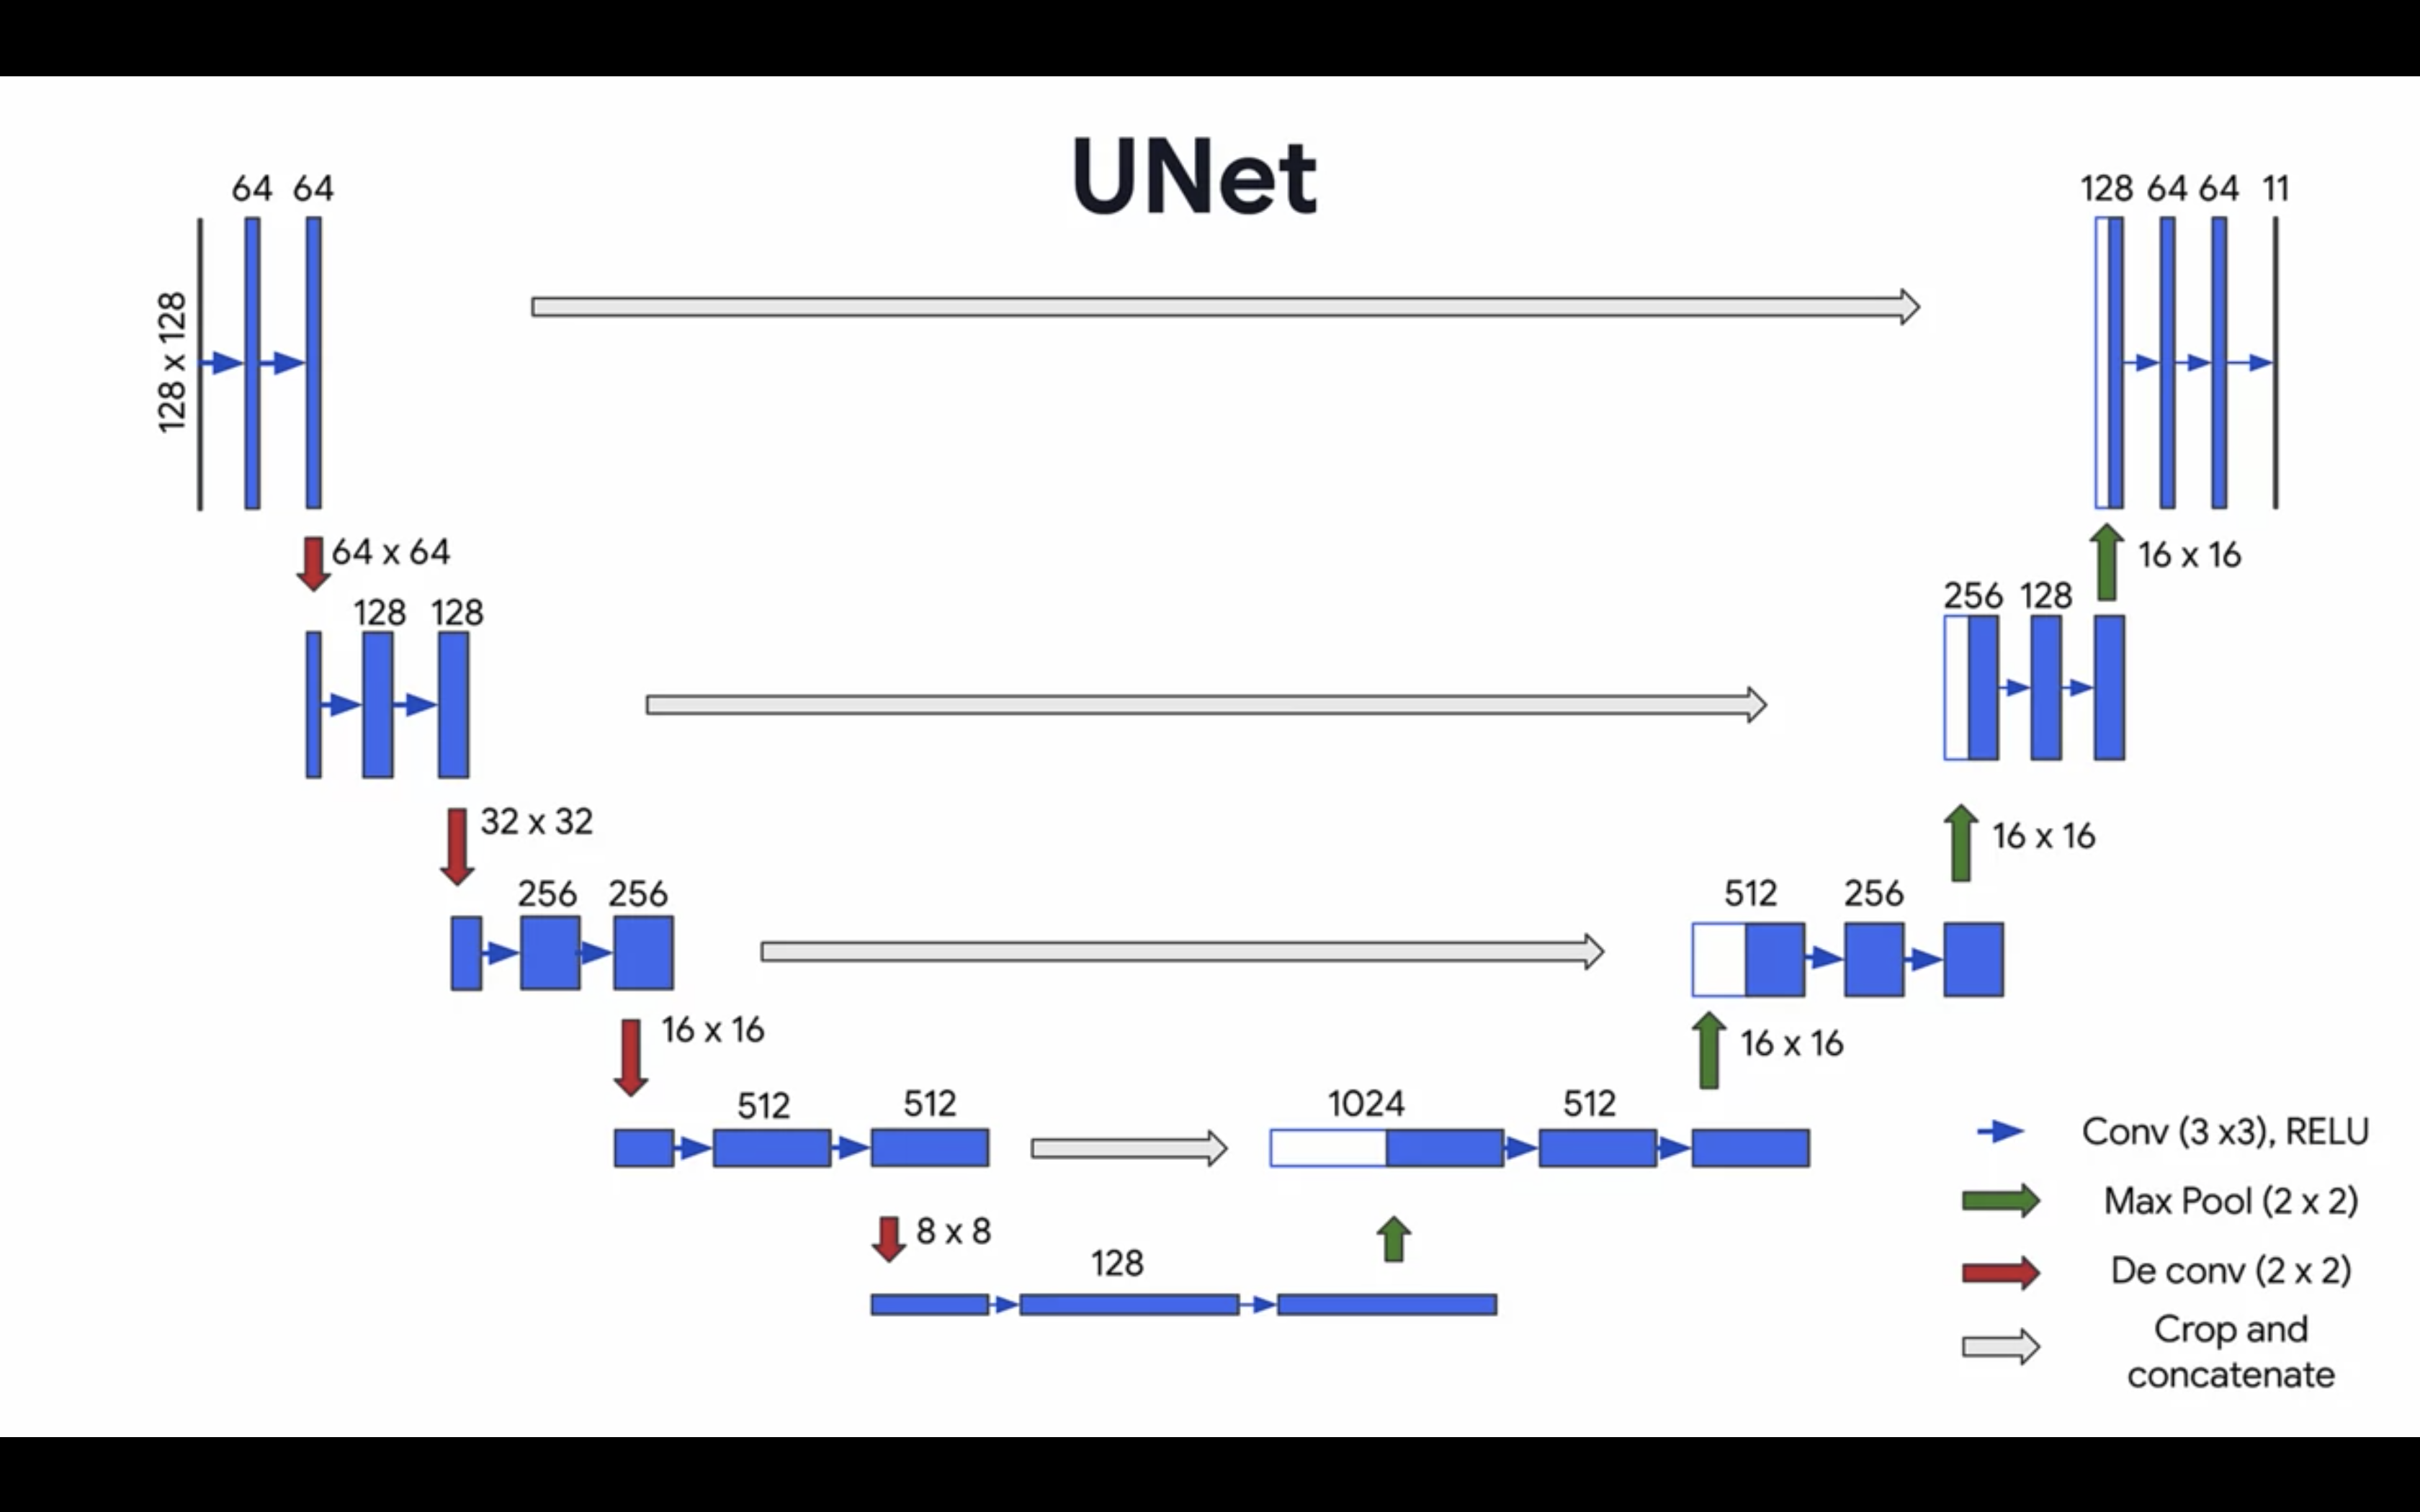 UNet
64 64
128 x 128
128 64 64 11
64 x 64
16 x 16
128 128
256 128
32 x 32
16 x 16
256 256
512 256
16 x 16
16 x 16
512 512
1024 512
8 x 8
128
Conv (3 x3), RELU
Max Pool (2 x 2)
De conv (2 x 2)
Crop and
concatenate